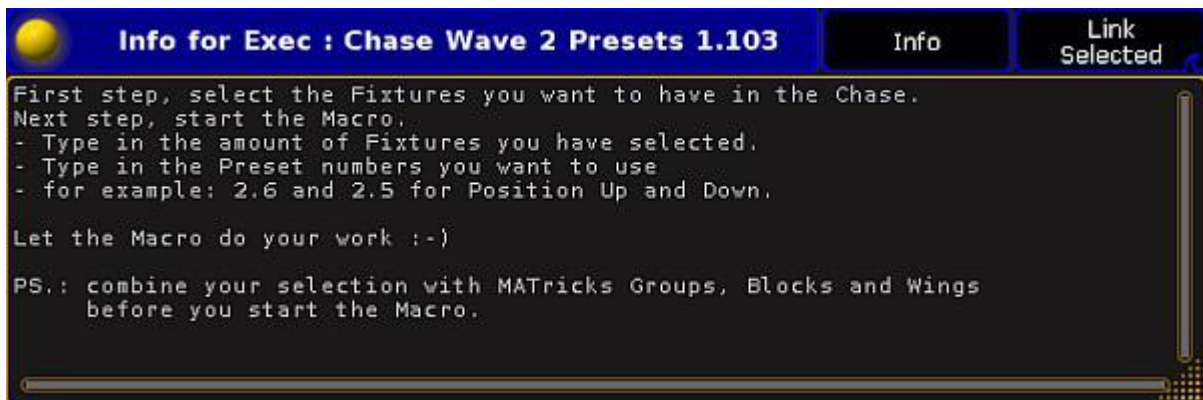 Info for Exec : Chase Wave 2 Presets 1.103
Info
Link
Selected
First step, select the Fixtures you want to have in the Chase.
Next step, start the Macro.
- Type in the amount of Fixtures you have selected.
- Type in the Preset numbers you want to use
- for example: 2.6 and 2.5 for Position Up and Down.
Let the Macro do your work :-)
PS.: combine your selection with MATricks Groups, Blocks and Wings
before you start the Macro.